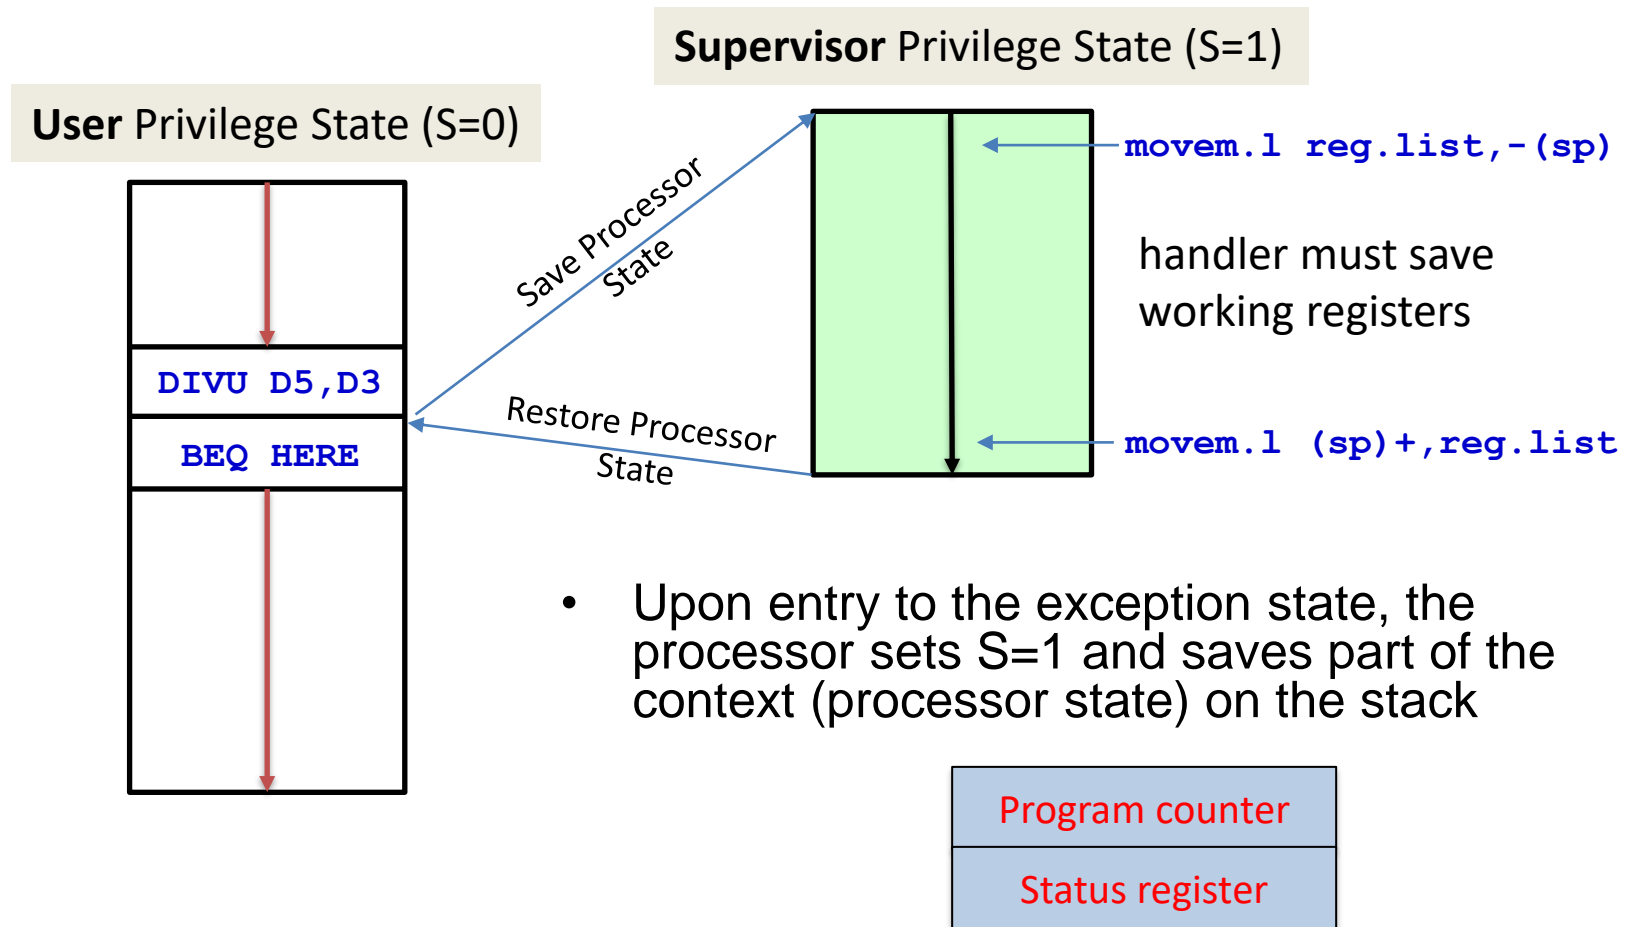 Supervisor Privilege State (S=1)
User Privilege State (S=0)
movem.l reg.list,-(sp)
Save Processor
State
handler must save
working registers
DIVU D5,D3
BEQ HERE
Restore Processor
State
movem.l (sp)+,reg.list
• Upon entry to the exception state, the
processor sets S=1 and saves part of the
context (processor state) on the stack
Program counter
Status register